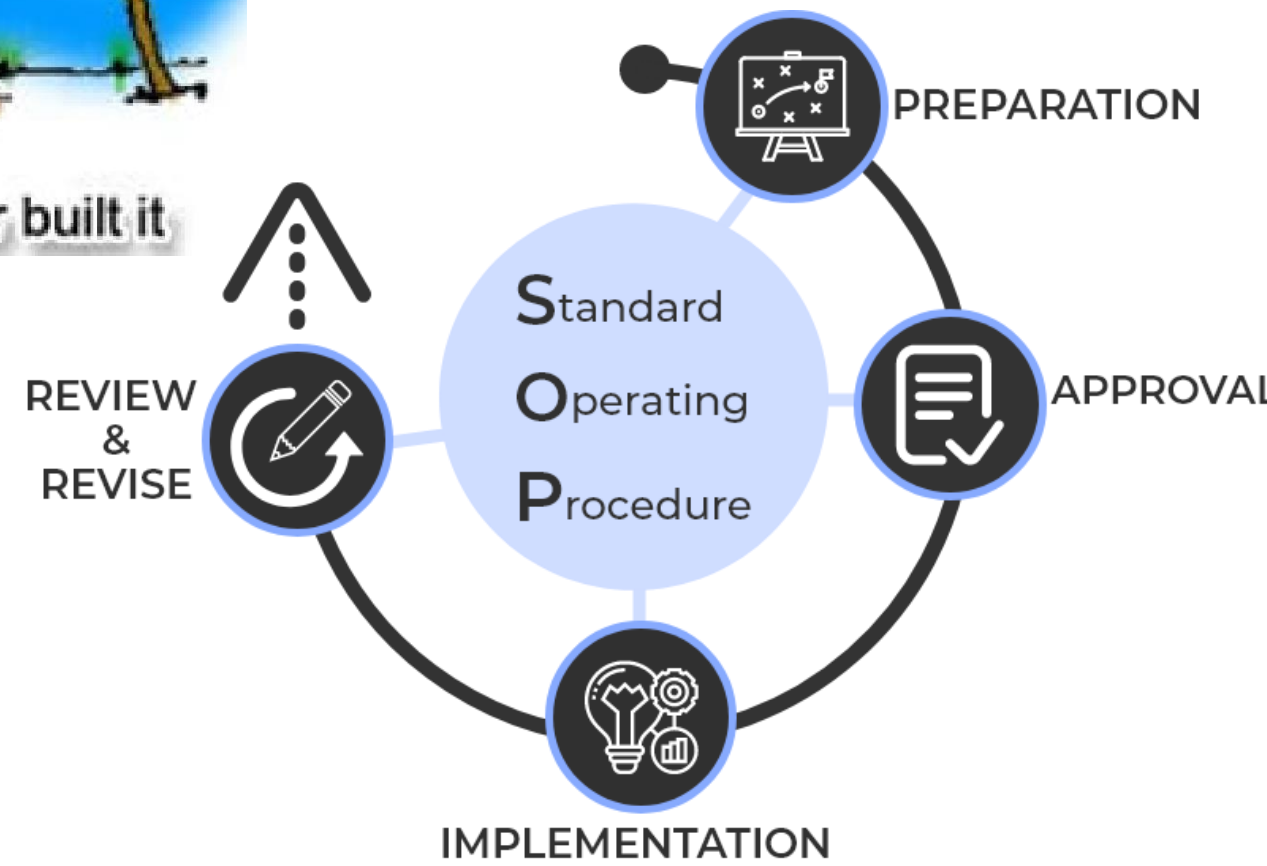 built it
PREPARATION
Standard
Operating
Procedure
APPROVAL
REVIEW
&
REVISE
IMPLEMENTATION